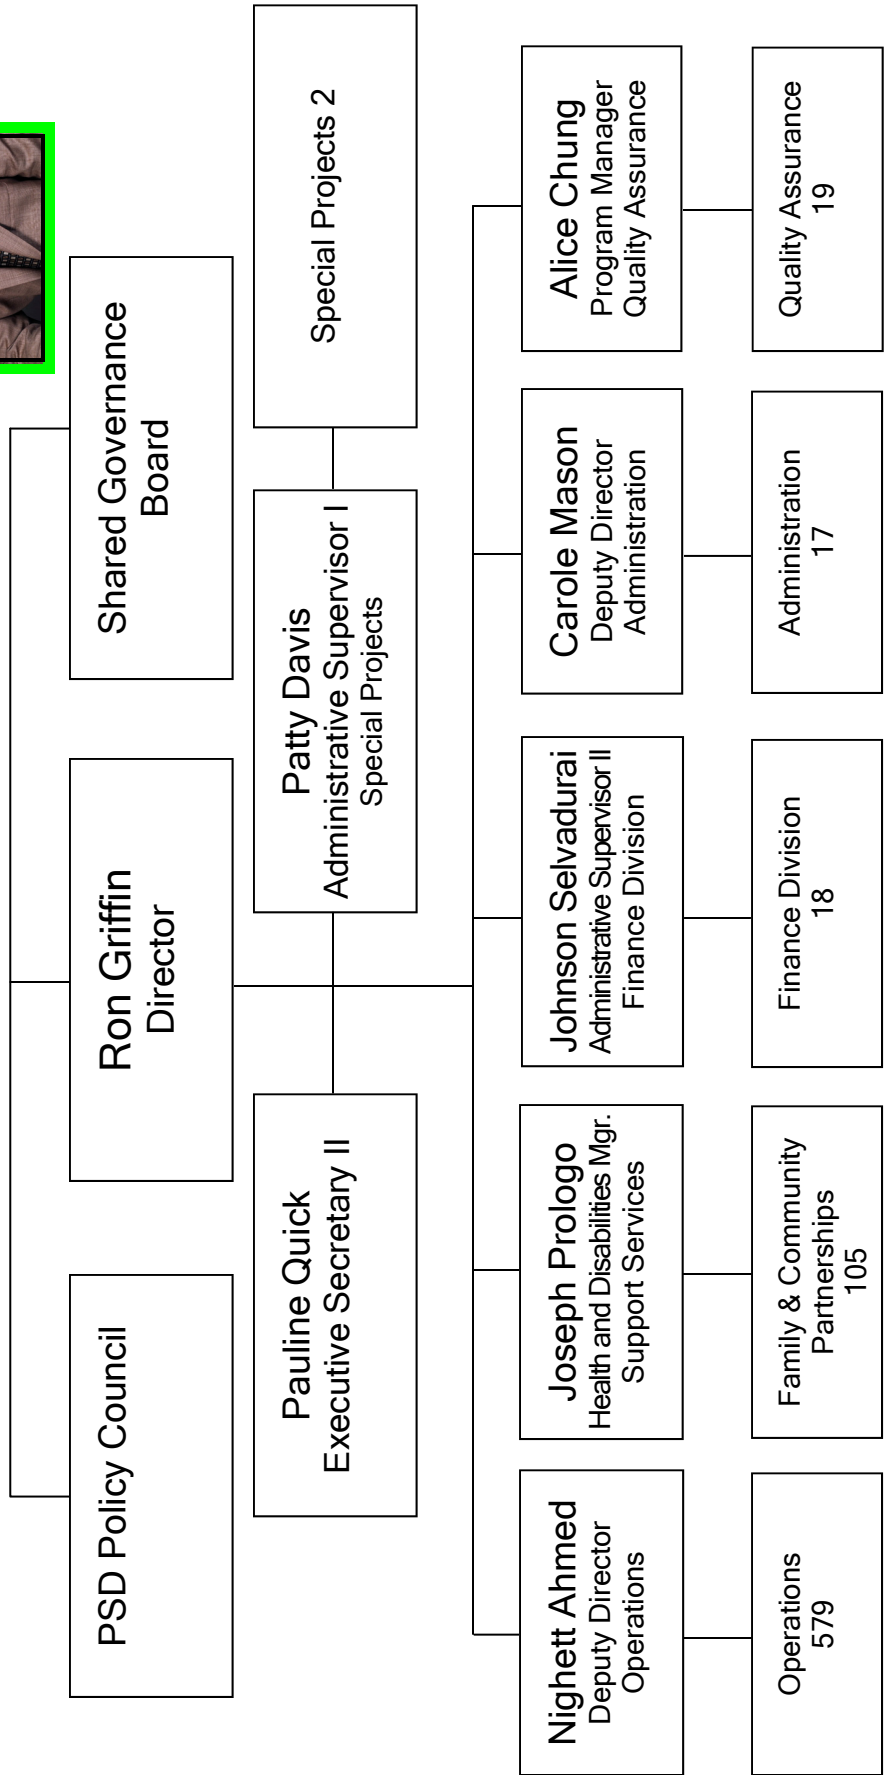 PSD Policy Council
Ron Griffin
Director
Shared Governance
Board
Pauline Quick
Executive Secretary II
Patty Davis
Administrative Supervisor I
Special Projects
Special Projects 2
Nighett Ahmed
Deputy Director
Operations
Joseph Prologo
Health and Disabilities Mgr.
Support Services
Johnson Selvadurai
Administrative Supervisor II
Finance Division
Carole Mason
Deputy Director
Administration
Alice Chung
Program Manager
Quality Assurance
Operations
579
Family & Community
Partnerships
105
Finance Division
18
Administration
17
Quality Assurance
19